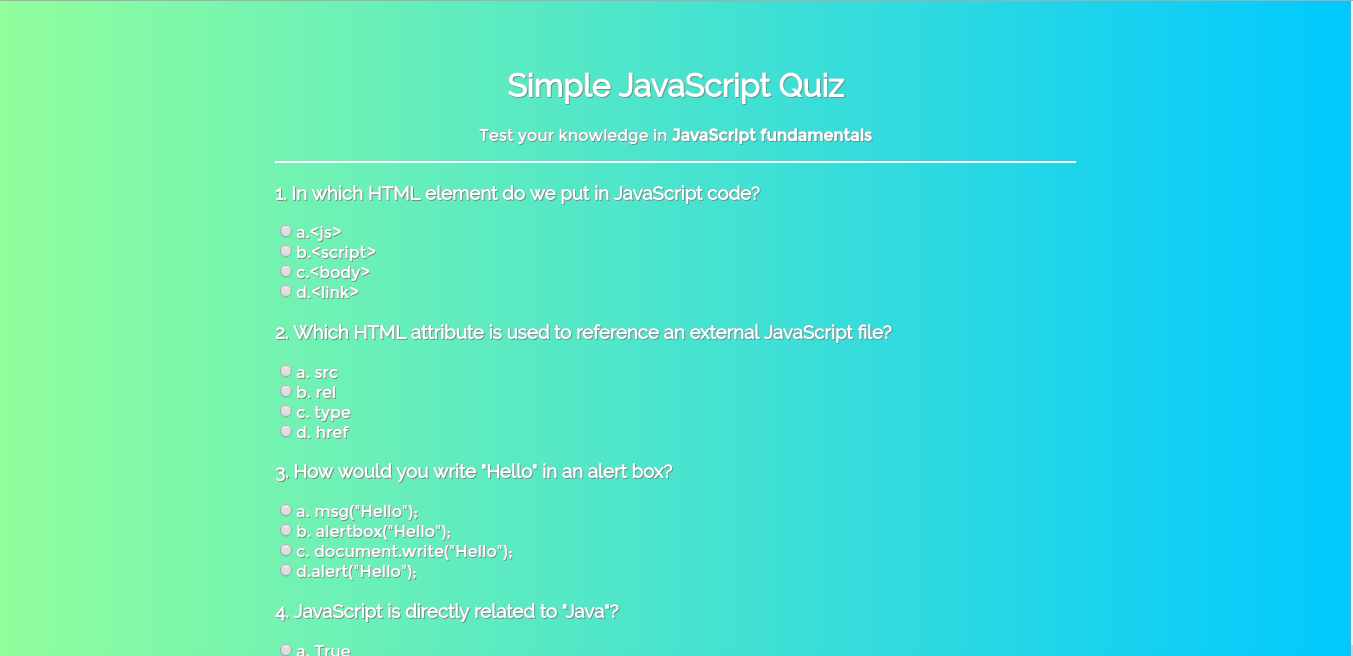 Simple JavaScript Quiz
Test your knowledge in JavaScript fundamentals
1. In which HTML element do we put in JavaScript code?
a.<js>
b.<script>
c.<body>
d.<link>
2. Which HTML attribute is used to reference an external JavaScript file?
a. src
b. rel
c. type
d. href
3. How would you write "Hello" in an alert box?
a. msg("Hello");
b. alertbox("Hello");
c. document.write("Hello");
d.alert("Hello");
4. JavaScript is directly related to "Java"?
a. True